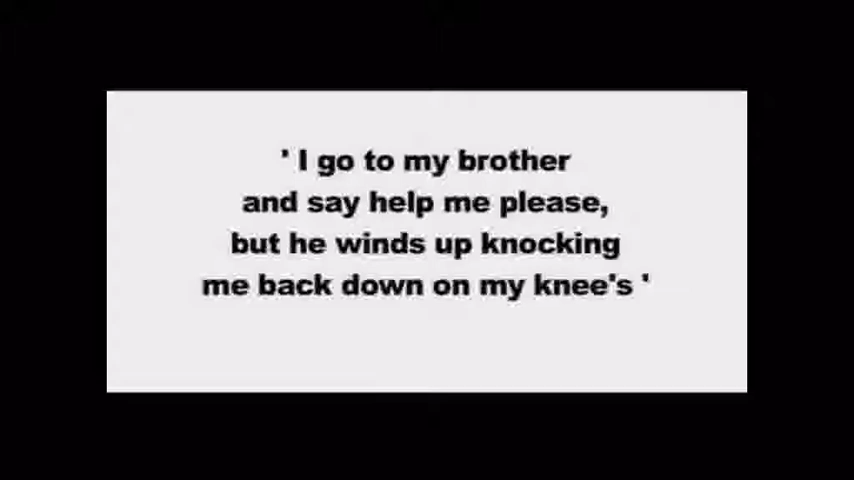 ' I go to my brother
and say help me please,
but he winds up knocking
me back down on my knee's '